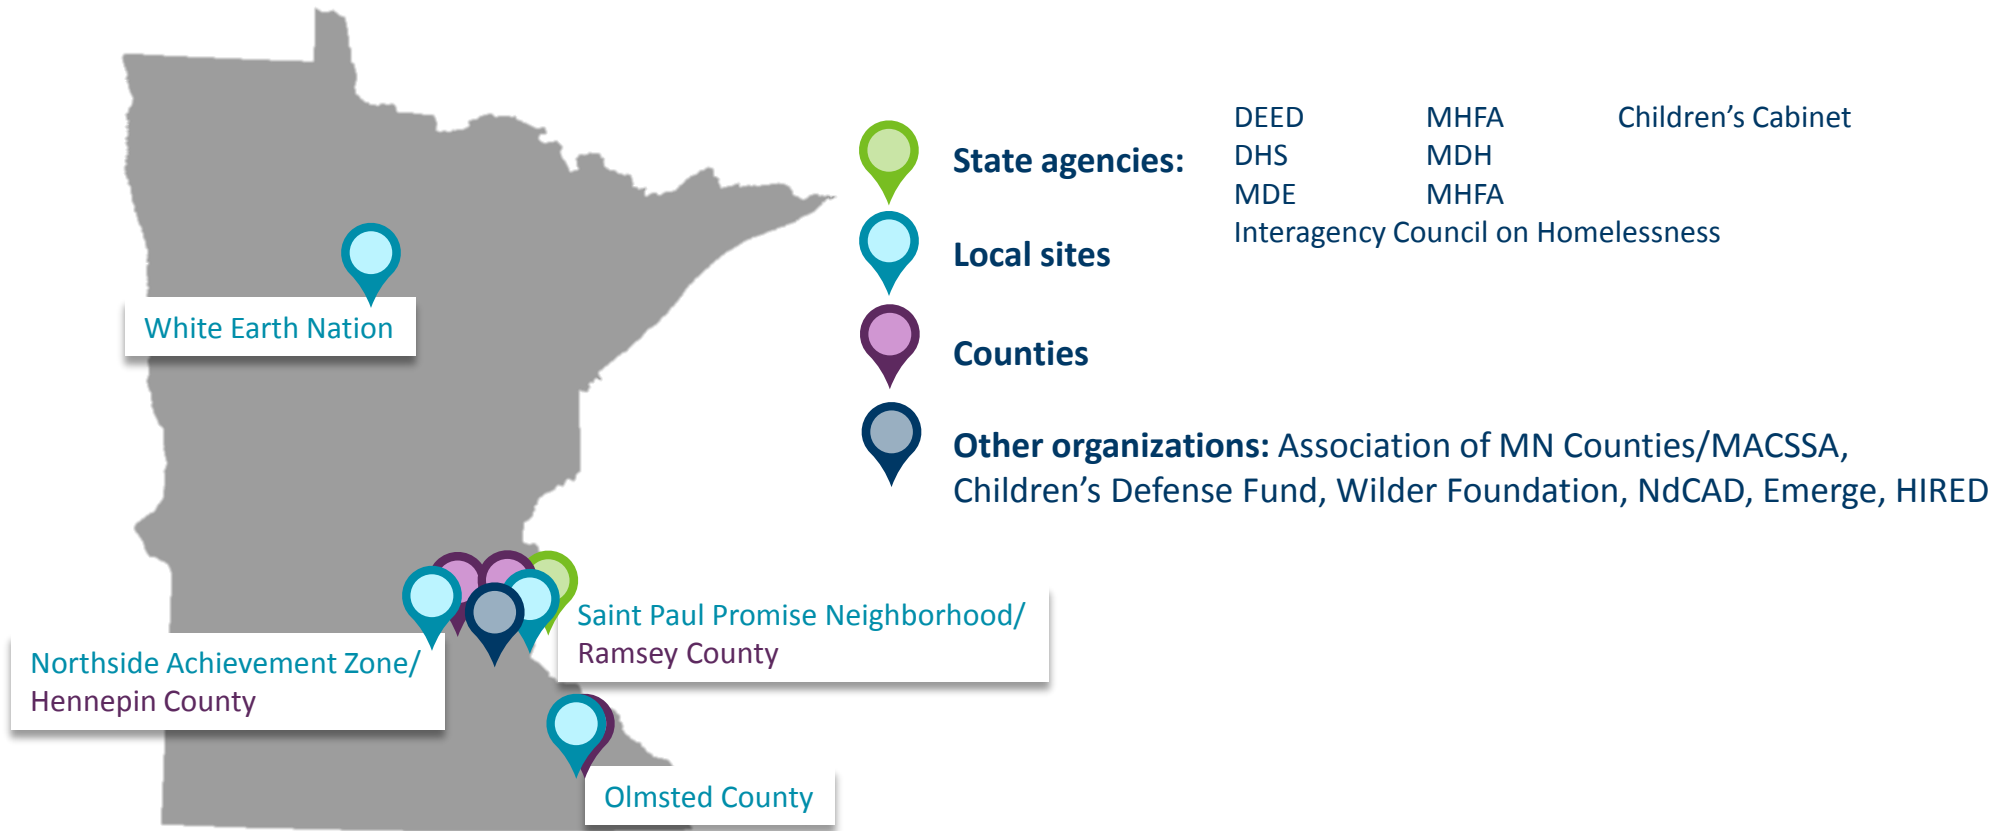 White Earth Nation
Northside Achievement Zone/
Hennepin County
Saint Paul Promise Neighborhood/
Ramsey County
Olmsted County
State agencies:
DEED MHFA Children's Cabinet
DHS MDH
MDE MHFA
Interagency Council on Homelessness
Local sites
Counties
Other organizations: Association of MN Counties/MACSSA,
Children's Defense Fund, Wilder Foundation, NdCAD, Emerge, HIRED